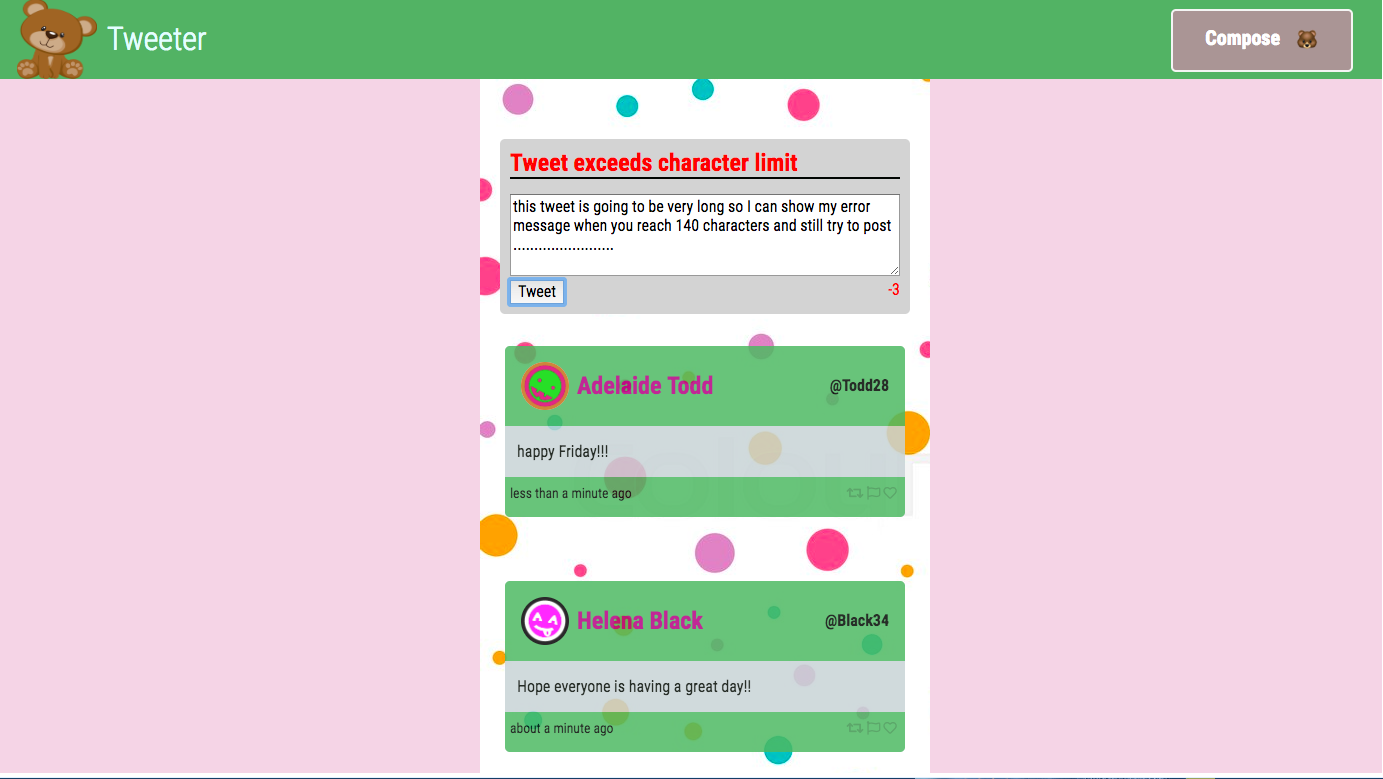 Tweeter
Compose 🐻
Tweet exceeds character limit
this tweet is going to be very long so I can show my error
message when you reach 140 characters and still try to post
........................
Tweet
-3
Adelaide Todd
@Todd28
happy Friday!!!
less than a minute ago
Helena Black
@Black34
Hope everyone is having a great day!!
about a minute ago